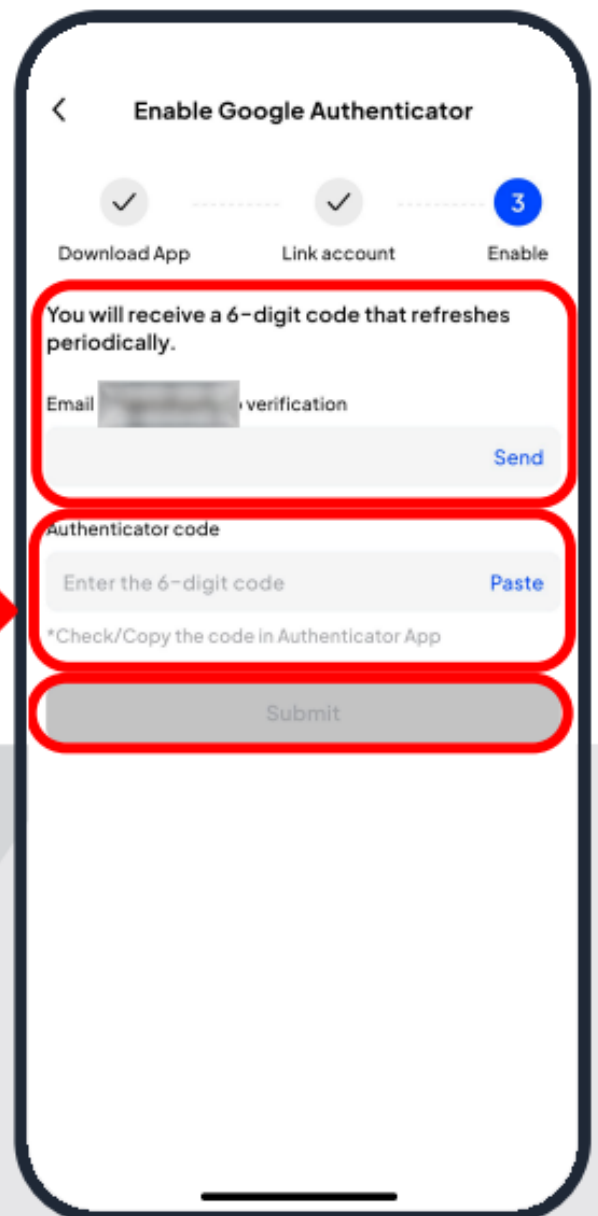 Enable Google Authenticator
3
Download App Link account Enable
You will receive a 6-digit code that refreshes
periodically.
Email verification
Send
Authenticator code
Enter the 6-digit code Paste
*Check/Copy the code in Authenticator App
Submit